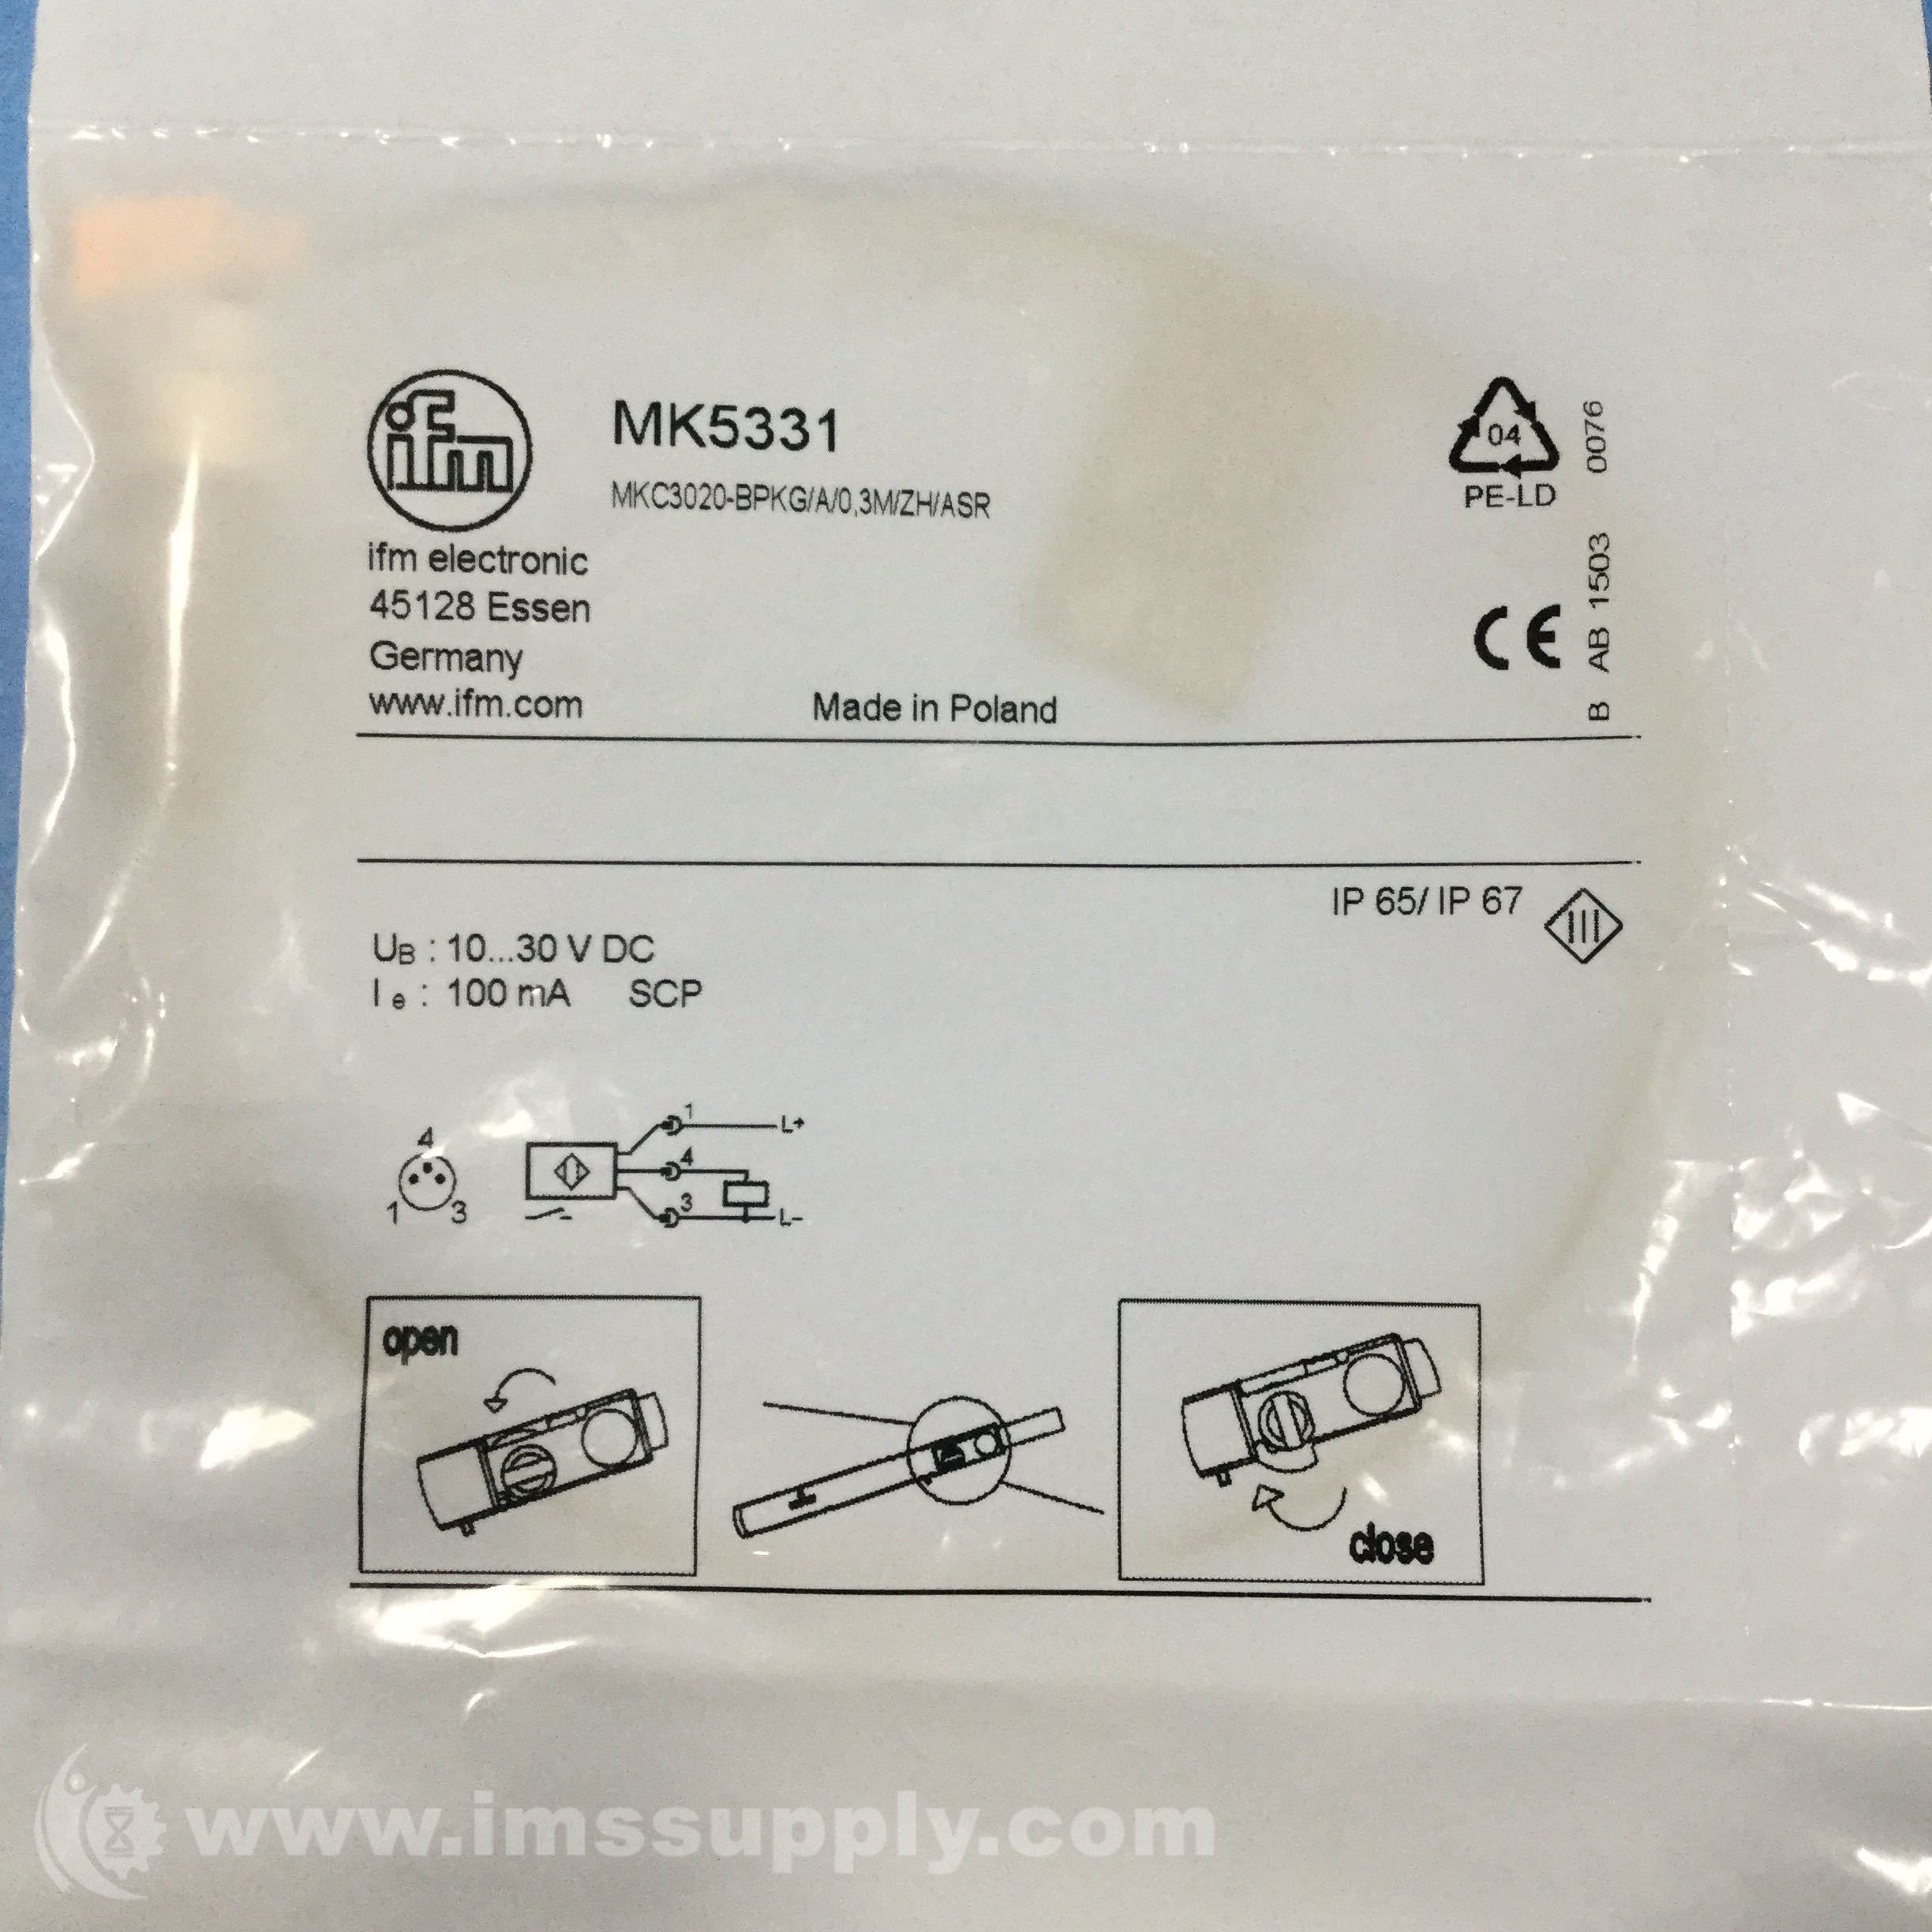 ifm
MK5331
MKC3020-BPKG/A/0,3M/ZH/ASR
ifm electronic
45128 Essen
Germany
www.ifm.com
Made in Poland
04
PE-LD
CE
B AB 1503 0076
IP 65/ IP 67
III
UB : 10...30 V DC
Ie : 100 mA SCP
4
1 3
1 L+
4
3 L-
open
close
www.imssupply.com